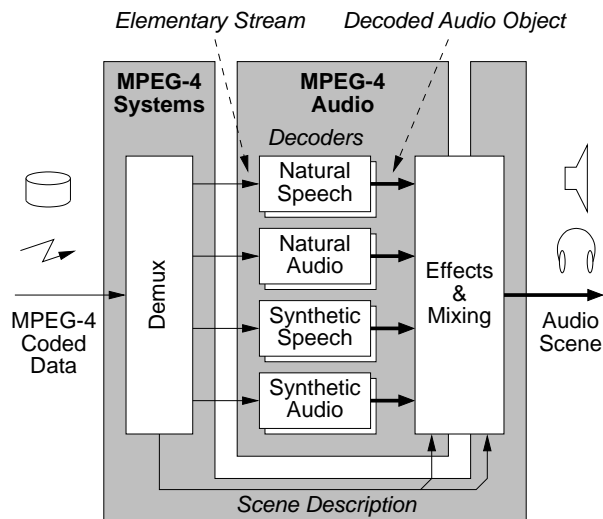 Elementary Stream
Decoded Audio Object
MPEG-4
Systems
MPEG-4
Audio
Decoders
Natural
Speech
Natural
Audio
Synthetic
Speech
Synthetic
Audio
Demux
Effects
&
Mixing
MPEG-4
Coded
Data
Audio
Scene
Scene Description